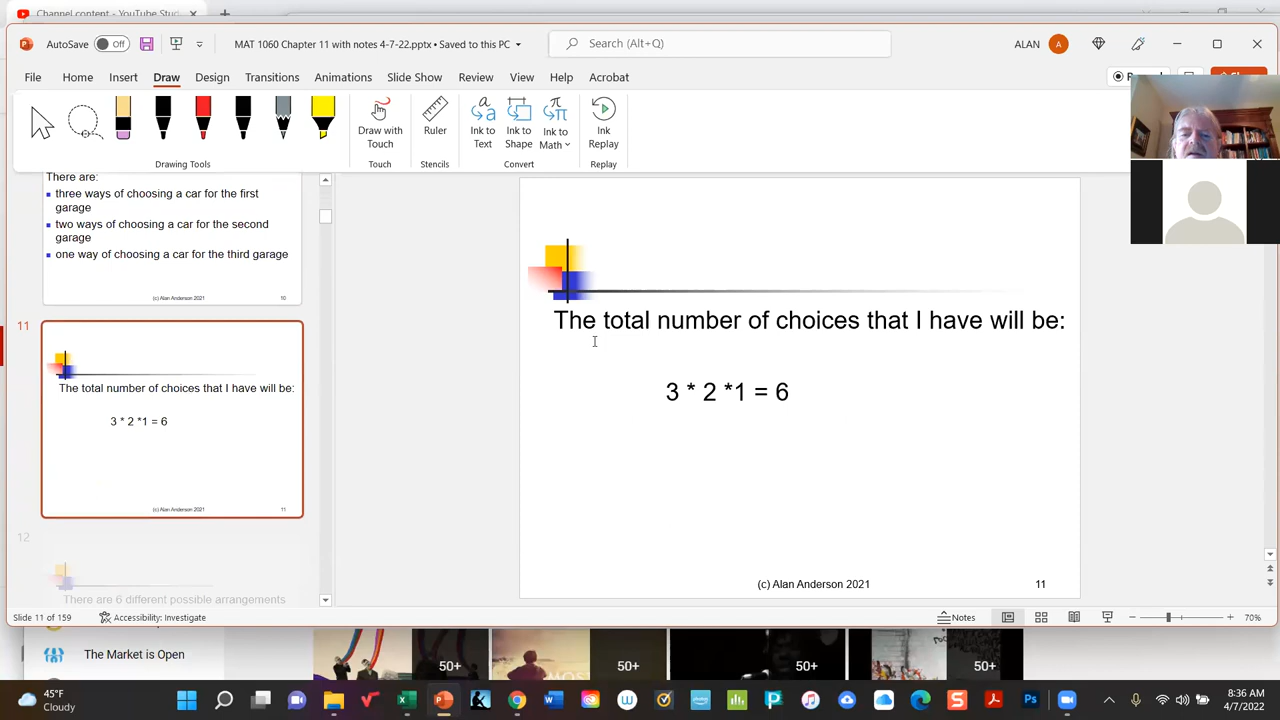 Channel content - YouTube Stu
AutoSave Off MAT 1060 Chapter 11 with notes 4-7-22.pptx • Saved to this PC Search (Alt+Q) ALAN A
File Home Insert Draw Design Transitions Animations Slide Show Review View Help Acrobat
Draw with Touch
Ruler
Ink to Text
Ink to Shape
Ink to Math
Ink Replay
Drawing Tools Touch Stencils Convert Replay
There are:
three ways of choosing a car for the first
garage
two ways of choosing a car for the second
garage
one way of choosing a car for the third garage
(c) Alan Anderson 2021 10
11
The total number of choices that I have will be:
3 * 2 *1 = 6
(c) Alan Anderson 2021 11
12
There are 6 different possible arrangements
The total number of choices that I have will be:
3 * 2 *1 = 6
(c) Alan Anderson 2021 11
Slide 11 of 159 Accessibility: Investigate Notes 70%
The Market is Open
50+ 50+ 50+ 50+
45°F
Cloudy
8:36 AM
4/7/2022